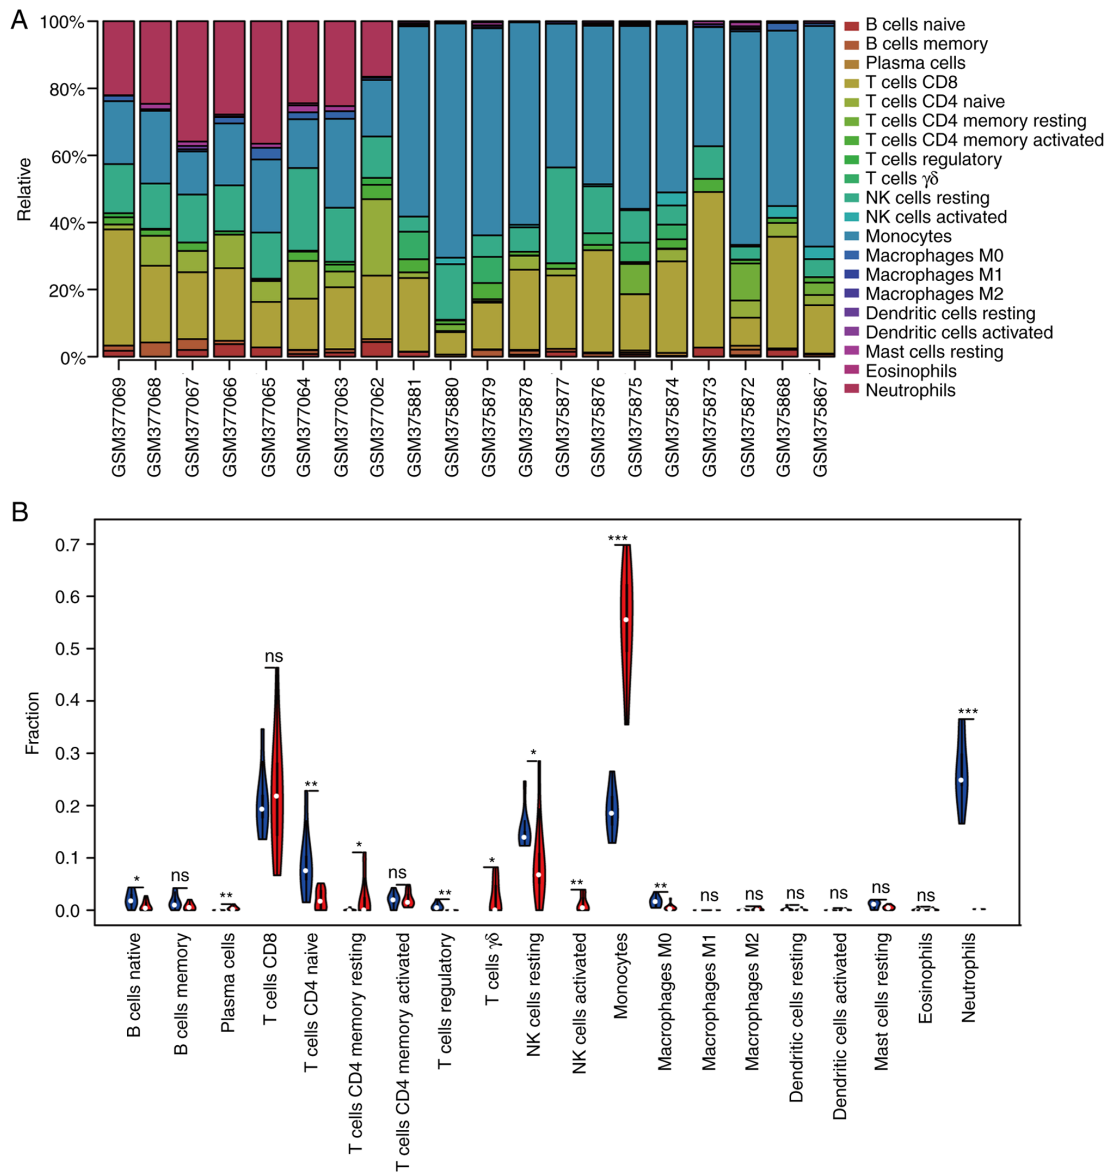 A
100%
80%
60%
40%
20%
0%
Relative
GSM377069
GSM377068
GSM377067
GSM377066
GSM377065
GSM377064
GSM377063
GSM377062
GSM375881
GSM375880
GSM375879
GSM375878
GSM375877
GSM375876
GSM375875
GSM375874
GSM375873
GSM375872
GSM375868
GSM375867
B cells naive
B cells memory
Plasma cells
T cells CD8
T cells CD4 naive
T cells CD4 memory resting
T cells CD4 memory activated
T cells regulatory
T cells γδ
NK cells resting
NK cells activated
Monocytes
Macrophages M0
Macrophages M1
Macrophages M2
Dendritic cells resting
Dendritic cells activated
Mast cells resting
Eosinophils
Neutrophils
B
0.7
0.6
0.5
0.4
0.3
0.2
0.1
0.0
Fraction
*
ns
**
ns
**
*
ns
**
*
*
**
***
**
ns
ns
ns
ns
ns
ns
***
B cells native
B cells memory
Plasma cells
T cells CD8
T cells CD4 naive
T cells CD4 memory resting
T cells CD4 memory activated
T cells regulatory
T cells γδ
NK cells resting
NK cells activated
Monocytes
Macrophages M0
Macrophages M1
Macrophages M2
Dendritic cells resting
Dendritic cells activated
Mast cells resting
Eosinophils
Neutrophils